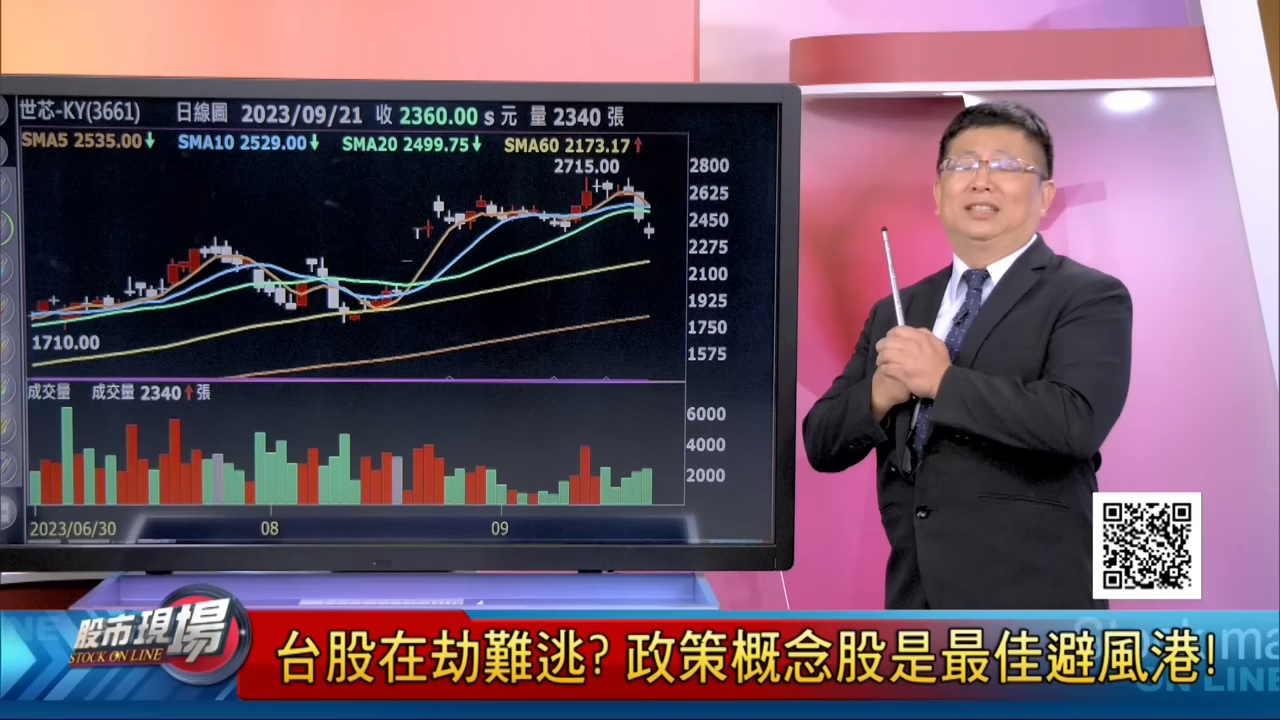 世芯-KY(3661) 日線圖 2023/09/21 收 2360.00 s 元 量 2340 張
SMA5 2535.00↓ SMA10 2529.00↓ SMA20 2499.75↓ SMA60 2173.17↑
2715.00
2800
2625
2450
2275
2100
1925
1750
1575
1710.00
成交量 成交量 2340↑張
6000
4000
2000
2023/06/30 08 09
股市現場
STOCK ON LINE
台股在劫難逃? 政策概念股是最佳避風港!